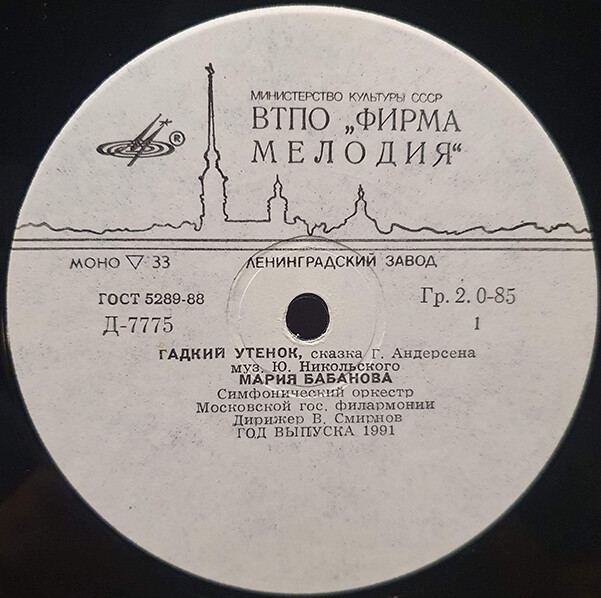 МИНИСТЕРСТВО КУЛЬТУРЫ СССР
ВТПО „ФИРМА
МЕЛОДИЯ“
®
МОНО ▽ 33 ЛЕНИНГРАДСКИЙ ЗАВОД
ГОСТ 5289-88 Гр. 2. 0-85
Д-7775 1
ГАДКИЙ УТЕНОК, сказка Г. Андерсена
муз. Ю. Никольского
МАРИЯ БАБАНОВА
Симфонический оркестр
Московской гос. филармонии
Дирижер В. Смирнов
ГОД ВЫПУСКА 1991